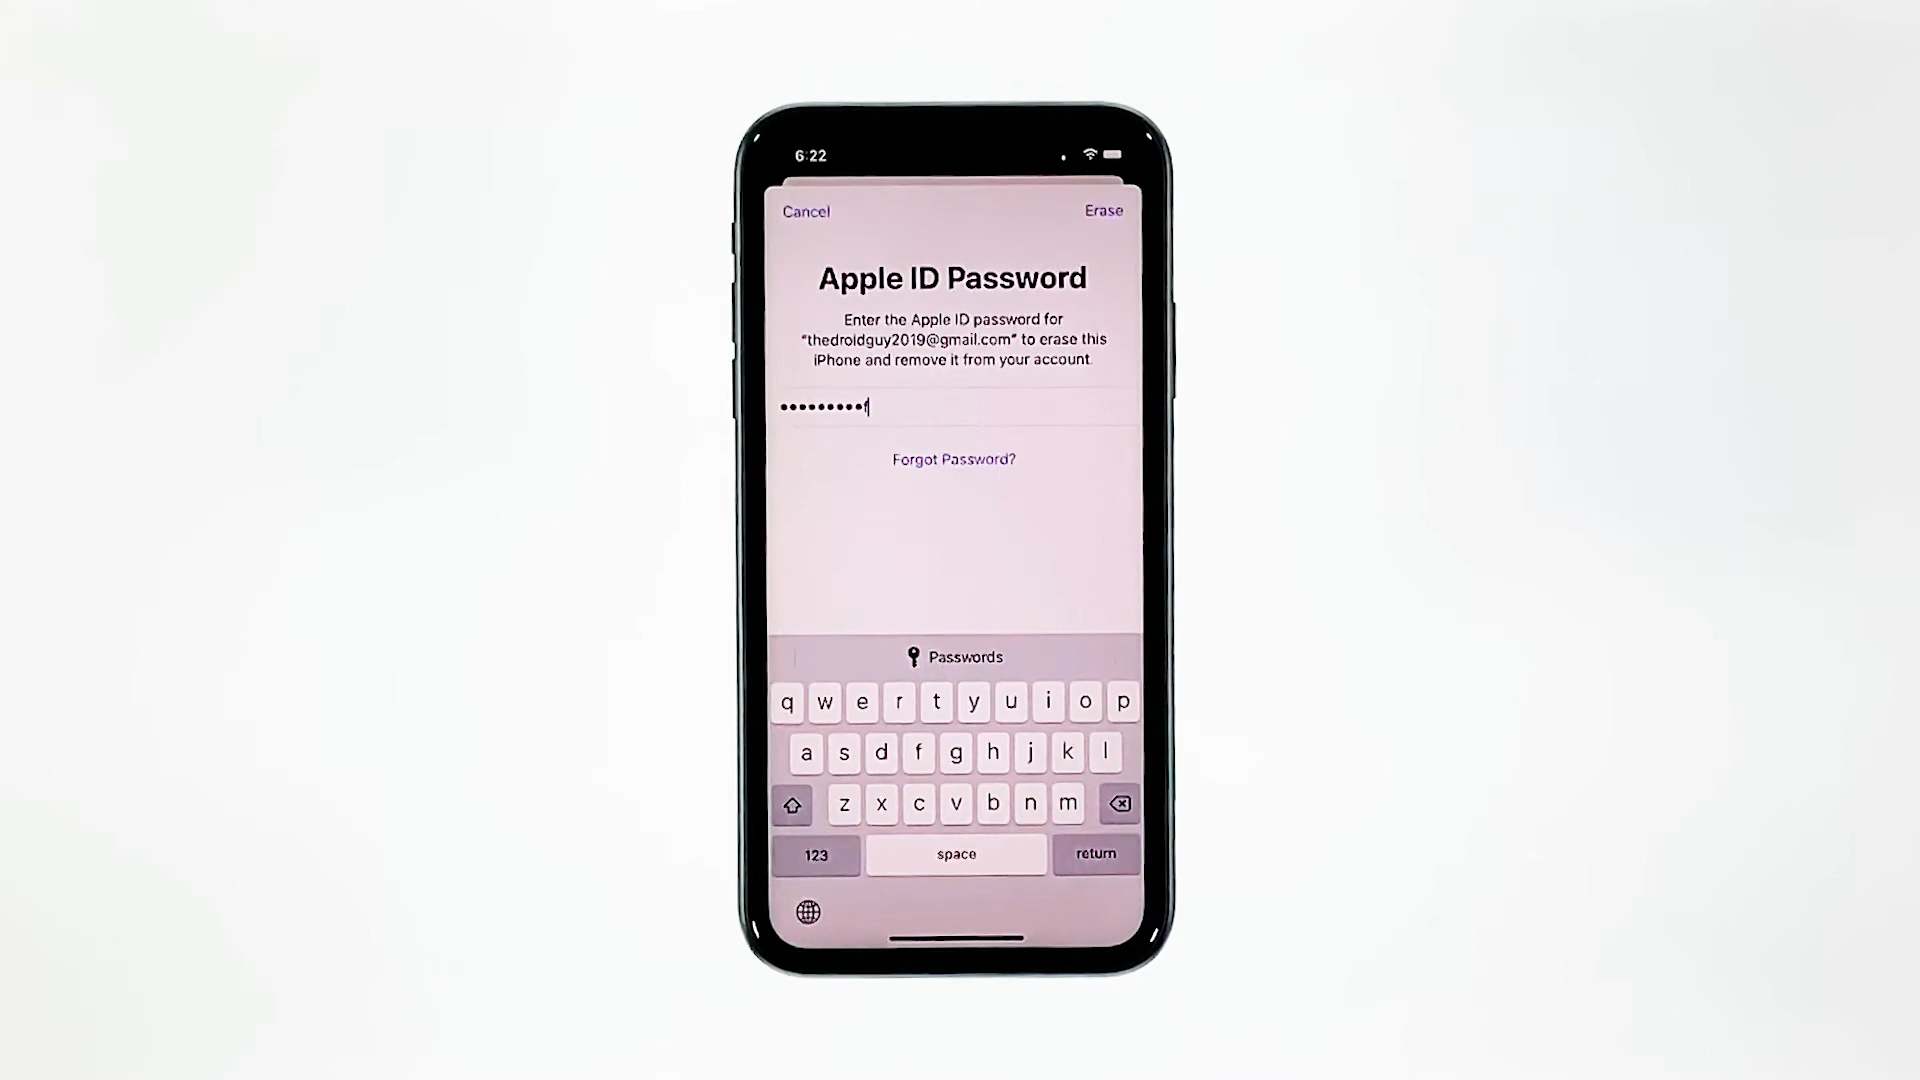 6:22
Cancel
Erase
Apple ID Password
Enter the Apple ID password for
"thedroidguy2019@gmail.com" to erase this
iPhone and remove it from your account.
•••••••••f
Forgot Password?
Passwords
q w e r t y u i o p
a s d f g h j k l
z x c v b n m
123 space return